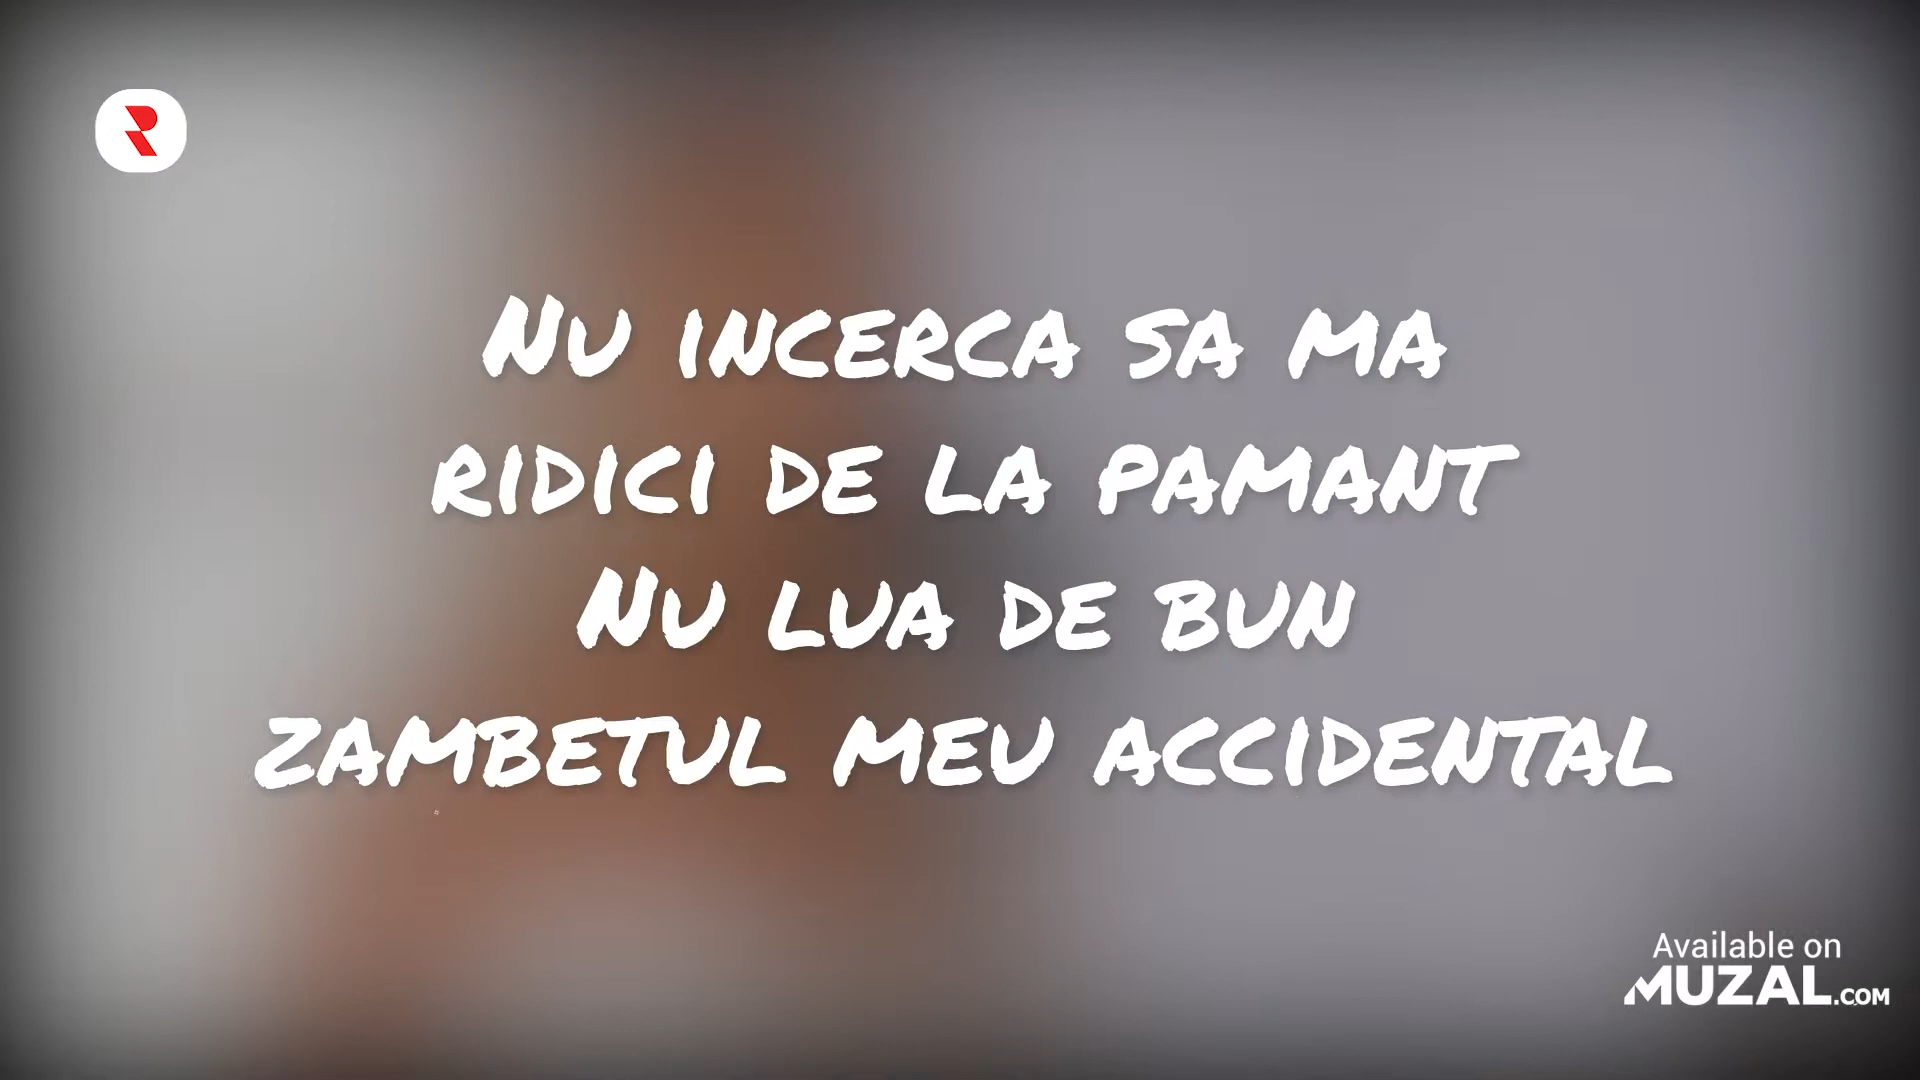 R
Nu incerca sa ma
ridici de la pamant
Nu lua de bun
zambetul meu accidental
Available on
MUZAL.COM